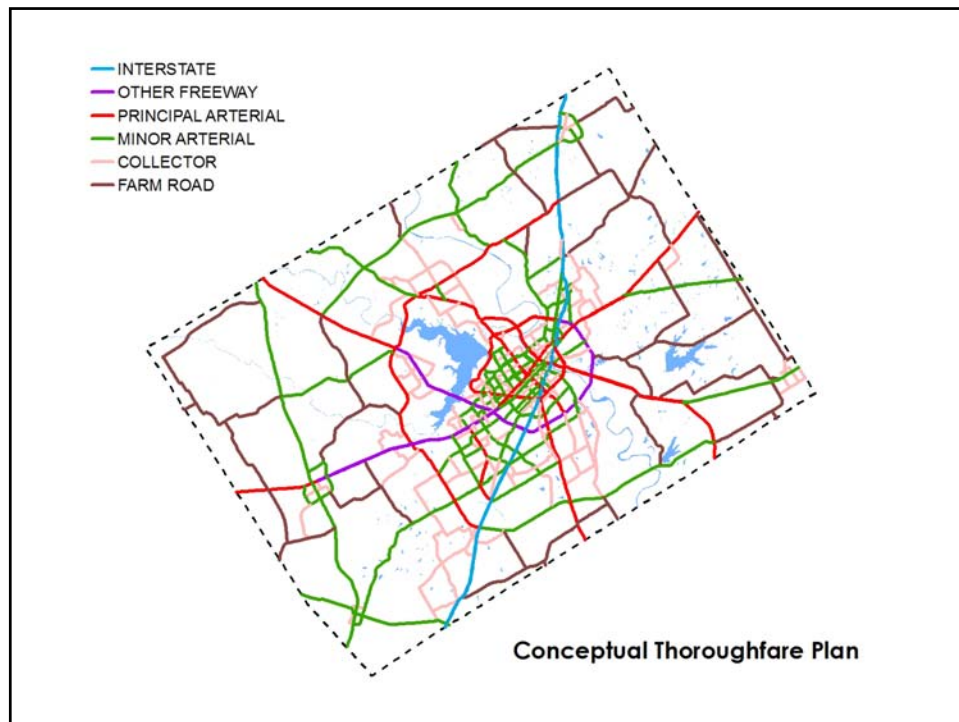 INTERSTATE
OTHER FREEWAY
PRINCIPAL ARTERIAL
MINOR ARTERIAL
COLLECTOR
FARM ROAD
Conceptual Thoroughfare Plan